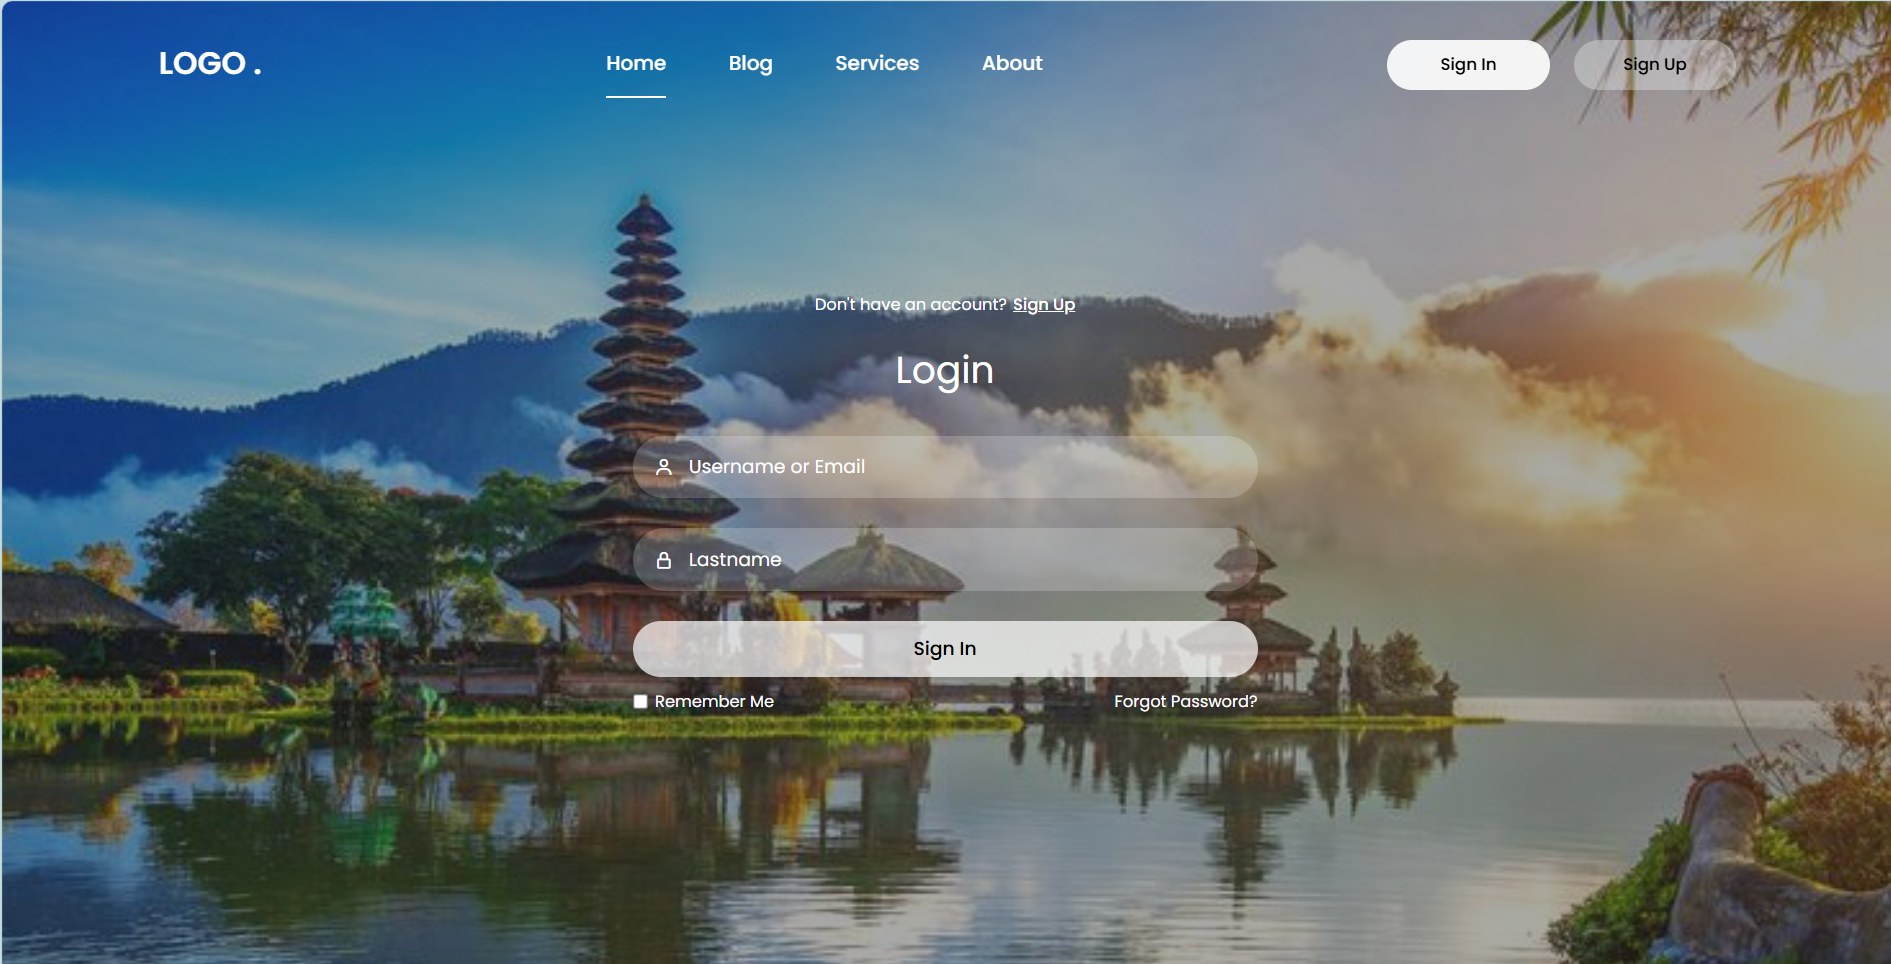 LOGO .
Home Blog Services About
Sign In Sign Up
Don't have an account? Sign Up
Login
Username or Email
Lastname
Sign In
Remember Me Forgot Password?